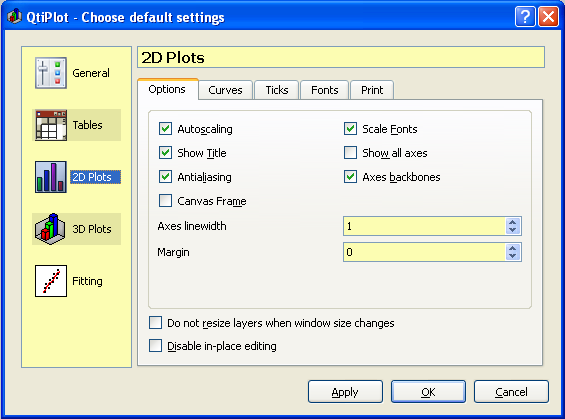 QtiPlot - Choose default settings
General
Tables
2D Plots
3D Plots
Fitting
2D Plots
Options Curves Ticks Fonts Print
Autoscaling Scale Fonts
Show Title Show all axes
Antialiasing Axes backbones
Canvas Frame
Axes linewidth 1
Margin 0
Do not resize layers when window size changes
Disable in-place editing
Apply OK Cancel